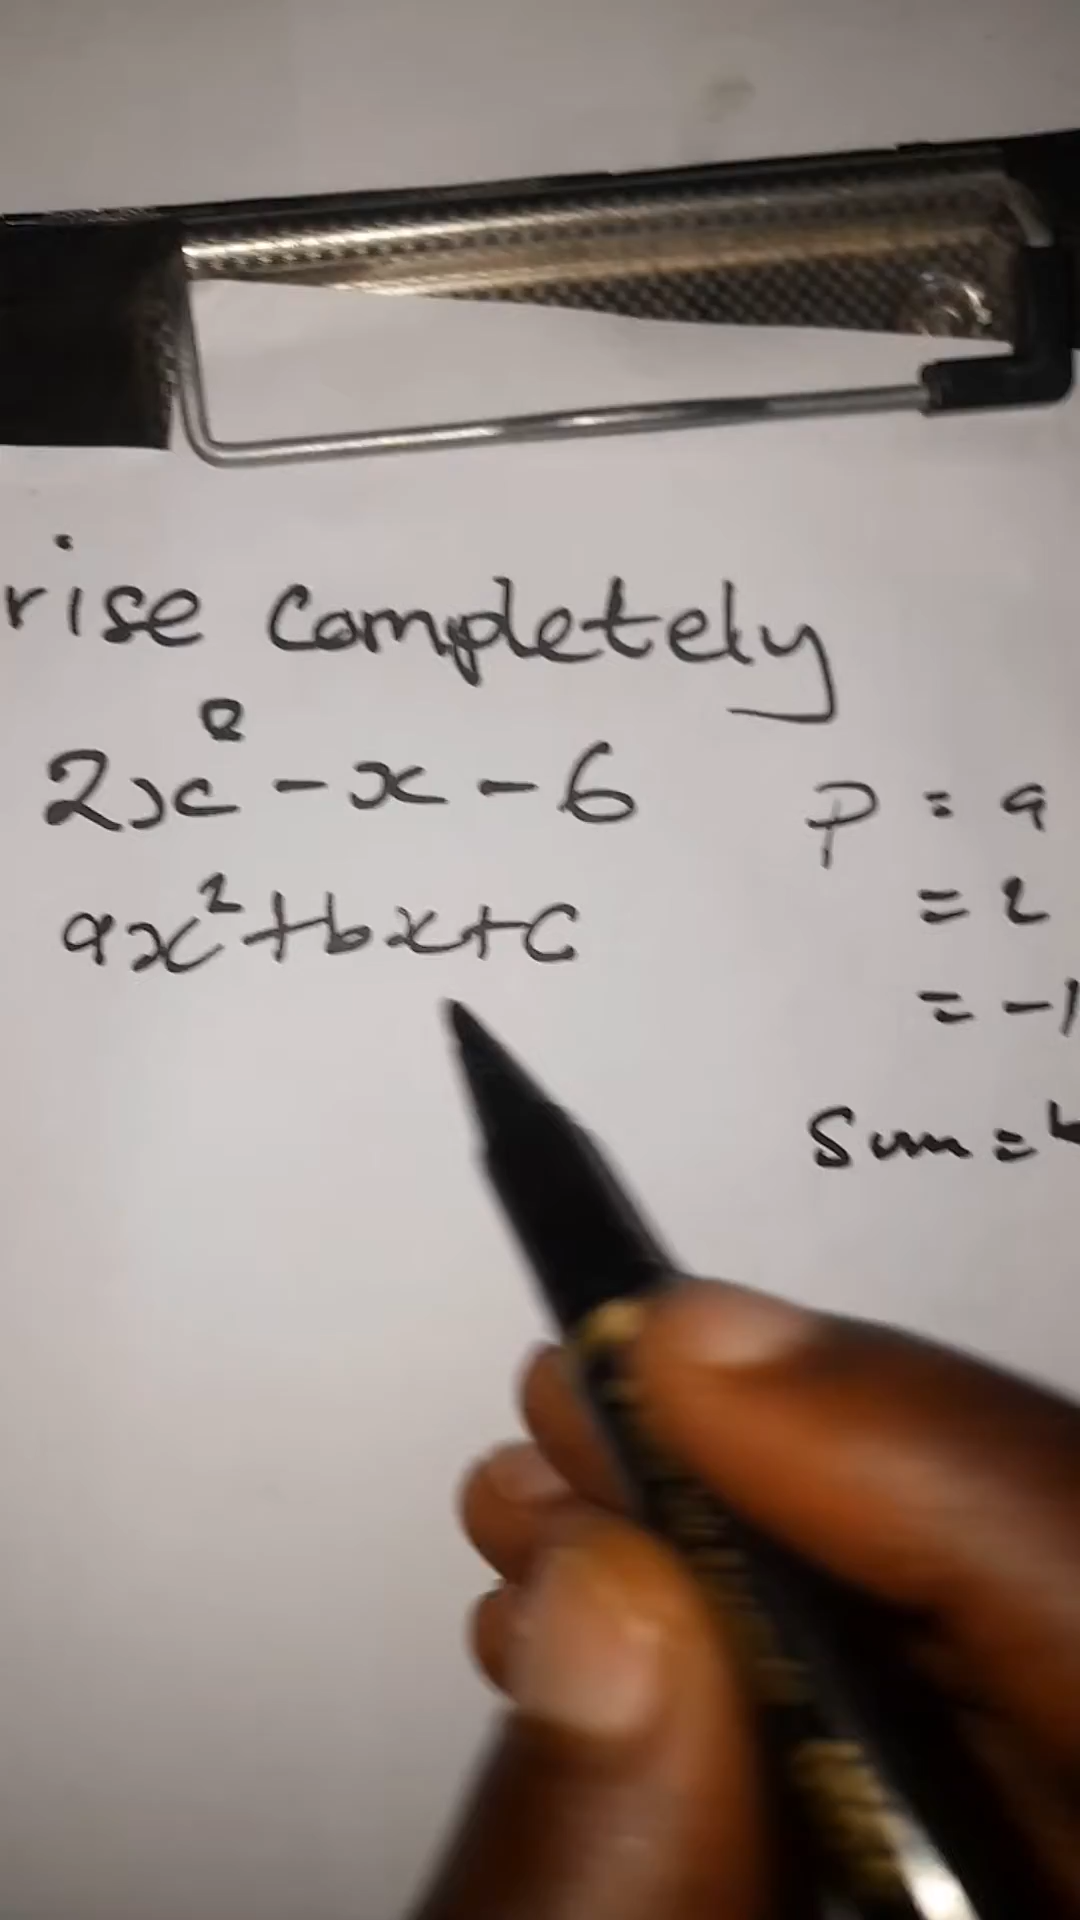 rise completely
2x² - x - 6
ax² + bx + c
P = a
= 2
= -1
Sum = b